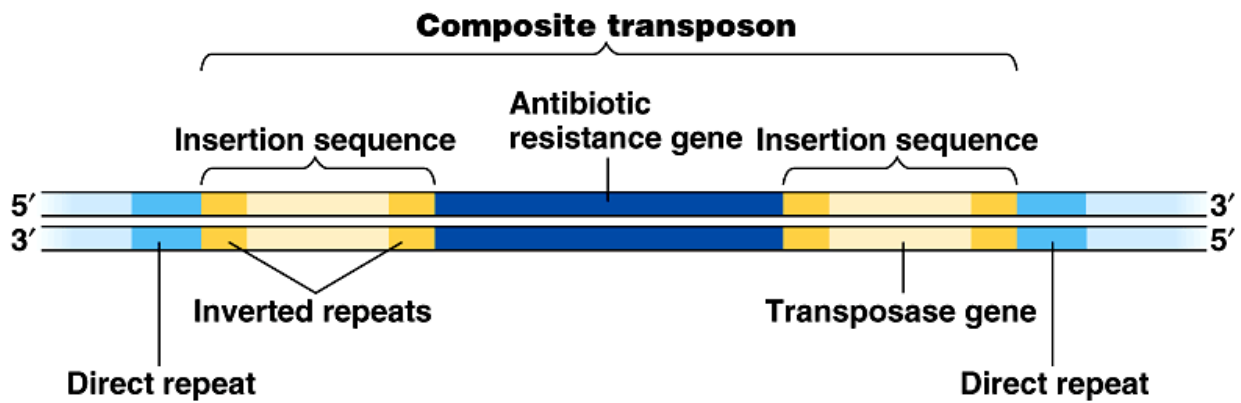 Composite transposon
Antibiotic
resistance gene
Insertion sequence
Insertion sequence
5′
3′
3′
5′
Inverted repeats
Transposase gene
Direct repeat
Direct repeat